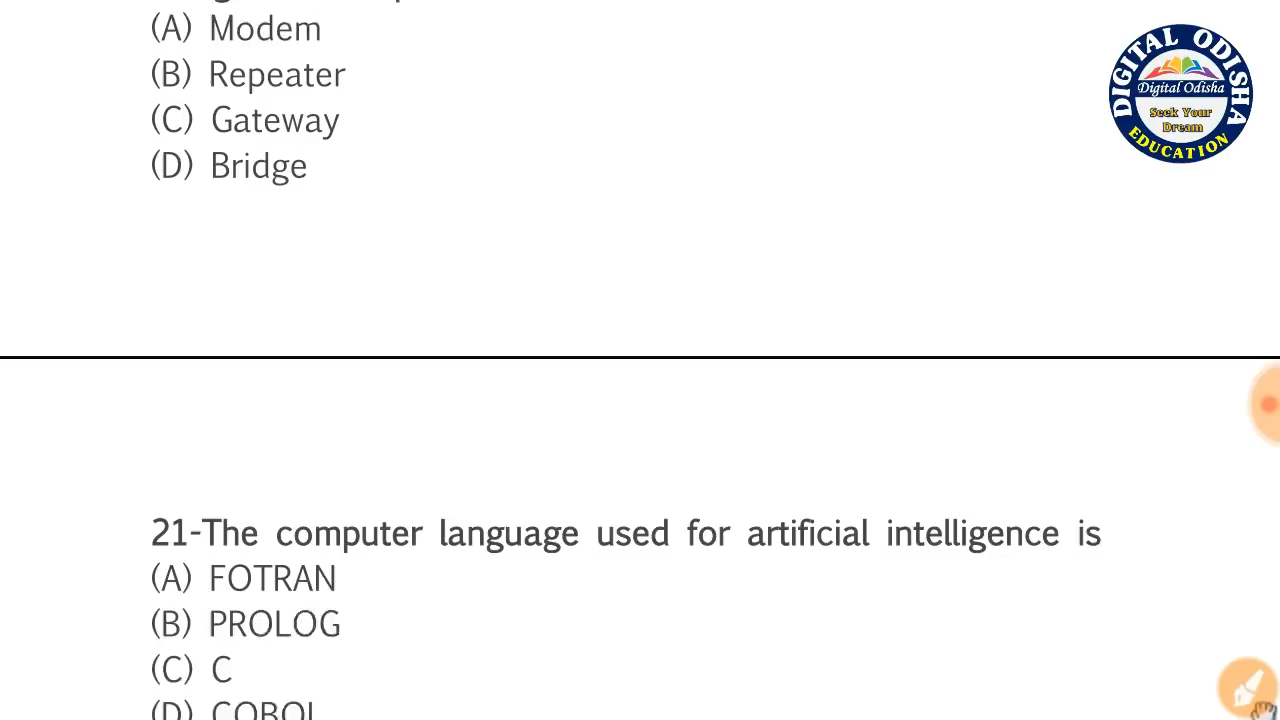 (A) Modem
(B) Repeater
(C) Gateway
(D) Bridge
DIGITAL ODISHA
Digital Odisha
Seek Your
Dream
EDUCATION
21-The computer language used for artificial intelligence is
(A) FOTRAN
(B) PROLOG
(C) C
(D) COBOL